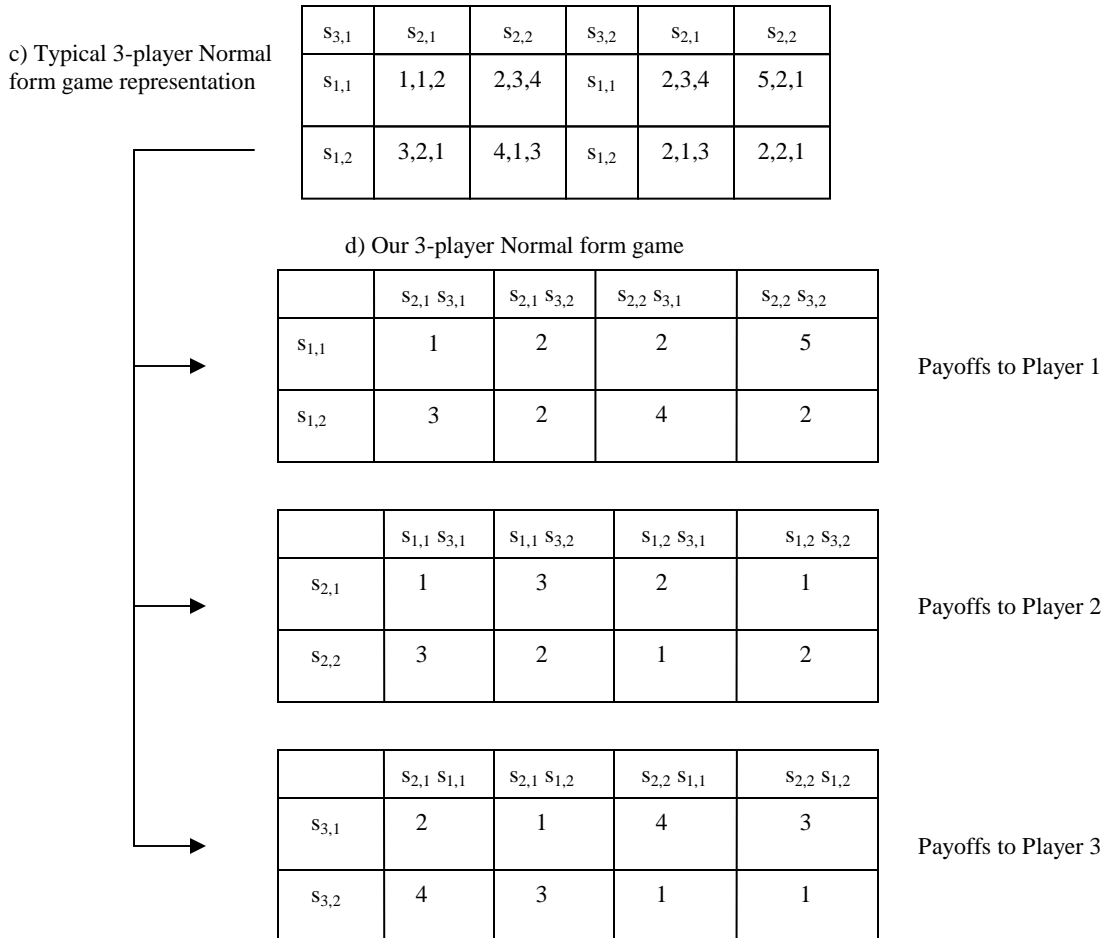 c) Typical 3-player Normal
form game representation
s3,1 s2,1 s2,2 s3,2 s2,1 s2,2
s1,1 1,1,2 2,3,4 s1,1 2,3,4 5,2,1
s1,2 3,2,1 4,1,3 s1,2 2,1,3 2,2,1
d) Our 3-player Normal form game
s2,1 s3,1 s2,1 s3,2 s2,2 s3,1 s2,2 s3,2
s1,1 1 2 2 5
Payoffs to Player 1
s1,2 3 2 4 2
s1,1 s3,1 s1,1 s3,2 s1,2 s3,1 s1,2 s3,2
s2,1 1 3 2 1
Payoffs to Player 2
s2,2 3 2 1 2
s2,1 s1,1 s2,1 s1,2 s2,2 s1,1 s2,2 s1,2
s3,1 2 1 4 3
Payoffs to Player 3
s3,2 4 3 1 1